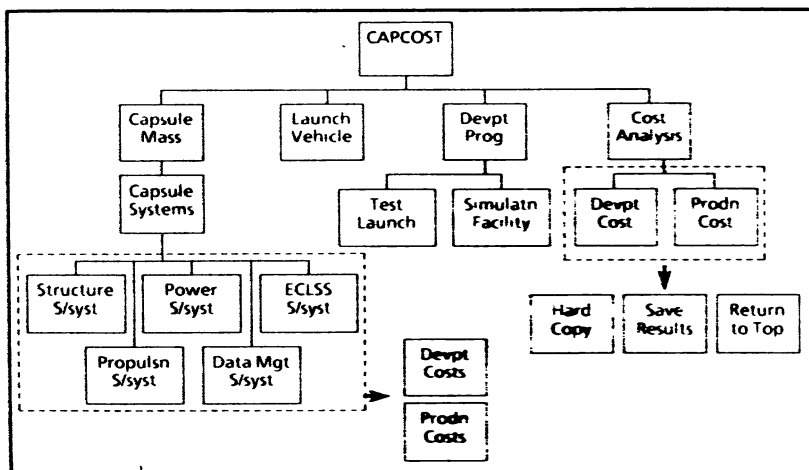 CAPCOST
Capsule
Mass
Launch
Vehicle
Devpt
Prog
Cost
Analysis
Capsule
Systems
Test
Launch
Simulatn
Facility
Devpt
Cost
Prodn
Cost
Structure
S/syst
Power
S/syst
ECLSS
S/syst
Propulsn
S/syst
Data Mgt
S/syst
Hard
Copy
Save
Results
Return
to Top
Devpt
Costs
Prodn
Costs